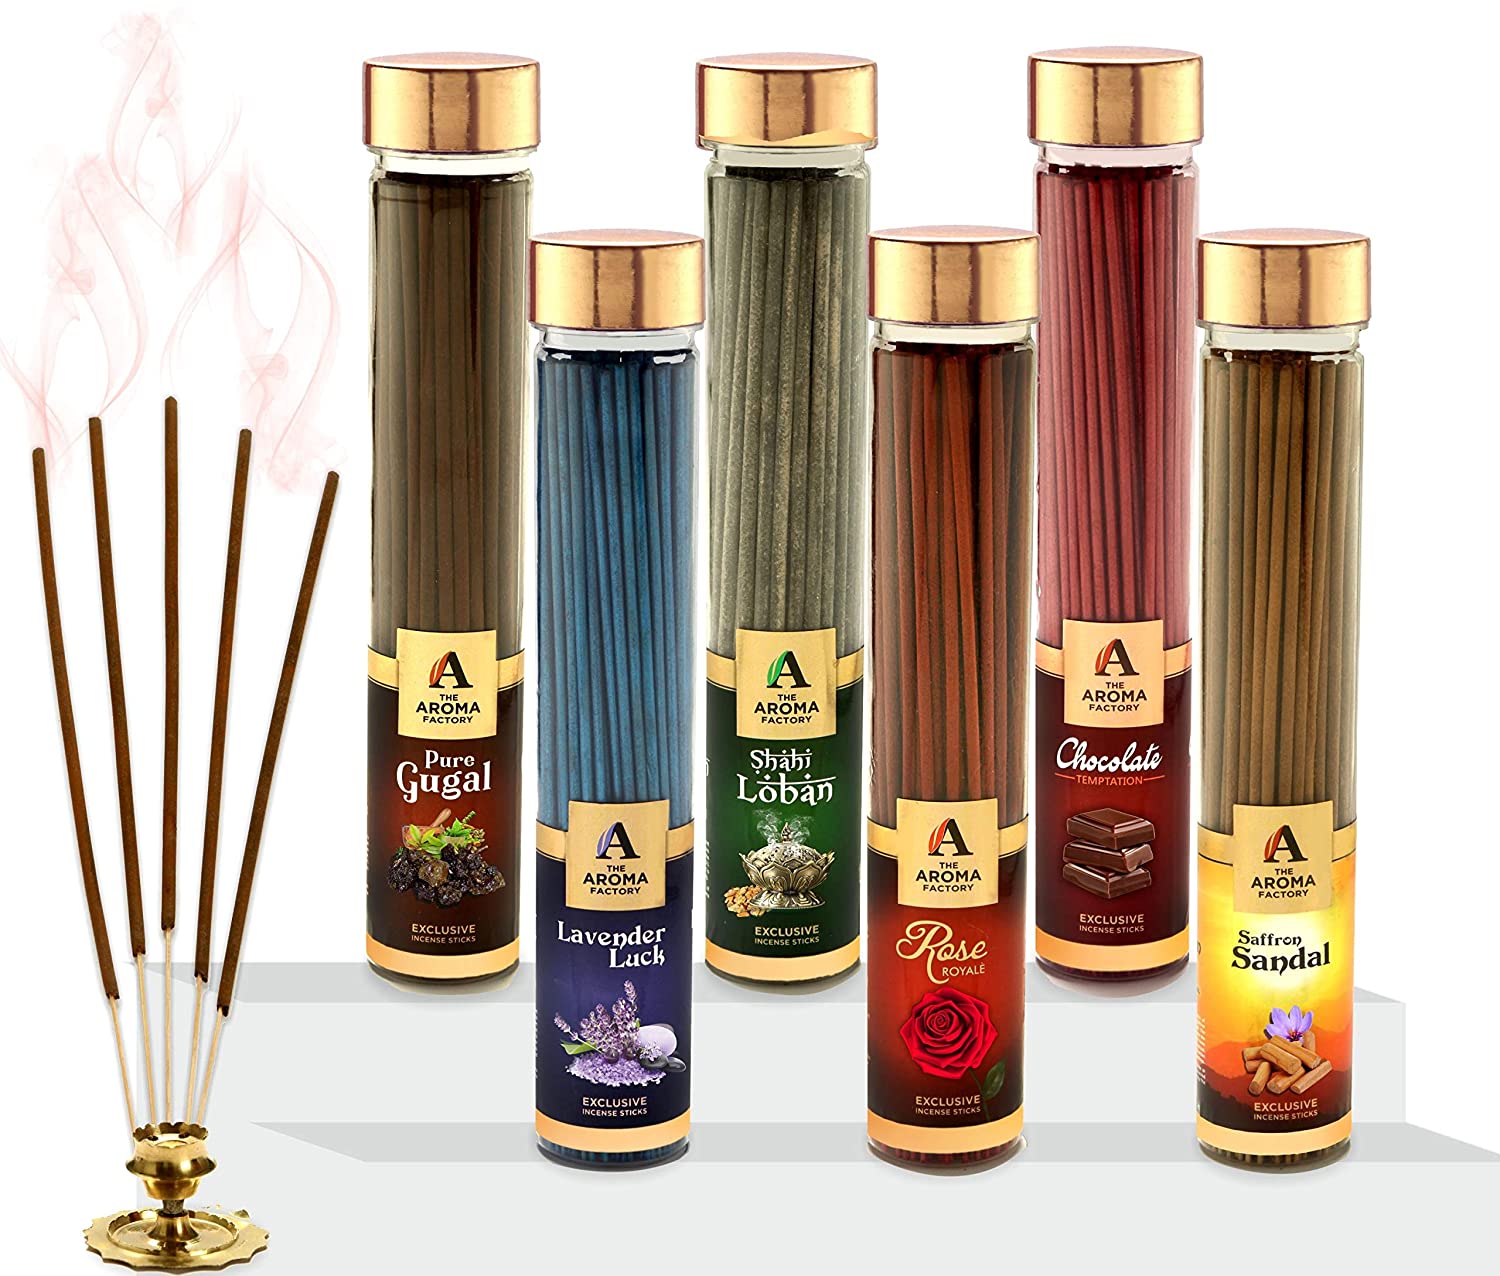 A
THE
AROMA
FACTORY
Pure
Gugal
EXCLUSIVE
INCENSE STICKS
A
THE
AROMA
FACTORY
Lavender
Luck
EXCLUSIVE
INCENSE STICKS
A
THE
AROMA
FACTORY
Shahi
Loban
EXCLUSIVE
INCENSE STICKS
A
THE
AROMA
FACTORY
Rose
ROYALÈ
EXCLUSIVE
INCENSE STICKS
A
THE
AROMA
FACTORY
Chocolate
TEMPTATION
EXCLUSIVE
INCENSE STICKS
A
THE
AROMA
FACTORY
Saffron
Sandal
EXCLUSIVE
INCENSE STICKS